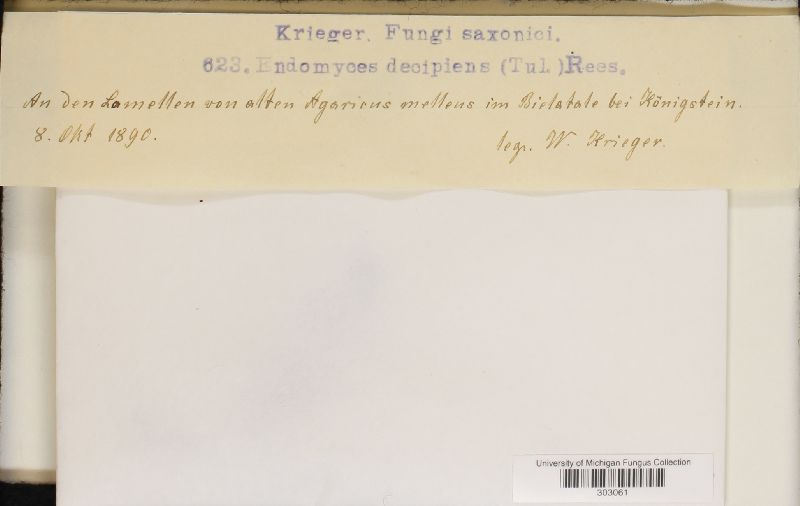 Krieger. Fungi saxonici.
623. Endomyces decipiens (Tul.) Rees.
An den Lamellen von alten Agaricus melleus im Bielatale bei Königstein.
8. Okt 1890.
leg. W. Krieger.
University of Michigan Fungus Collection
303061